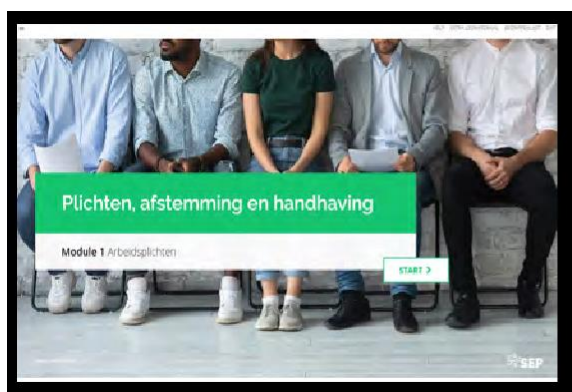 Plichten, afstemming en handhaving
Module 1 Arbeidsplichten
START >
SEP